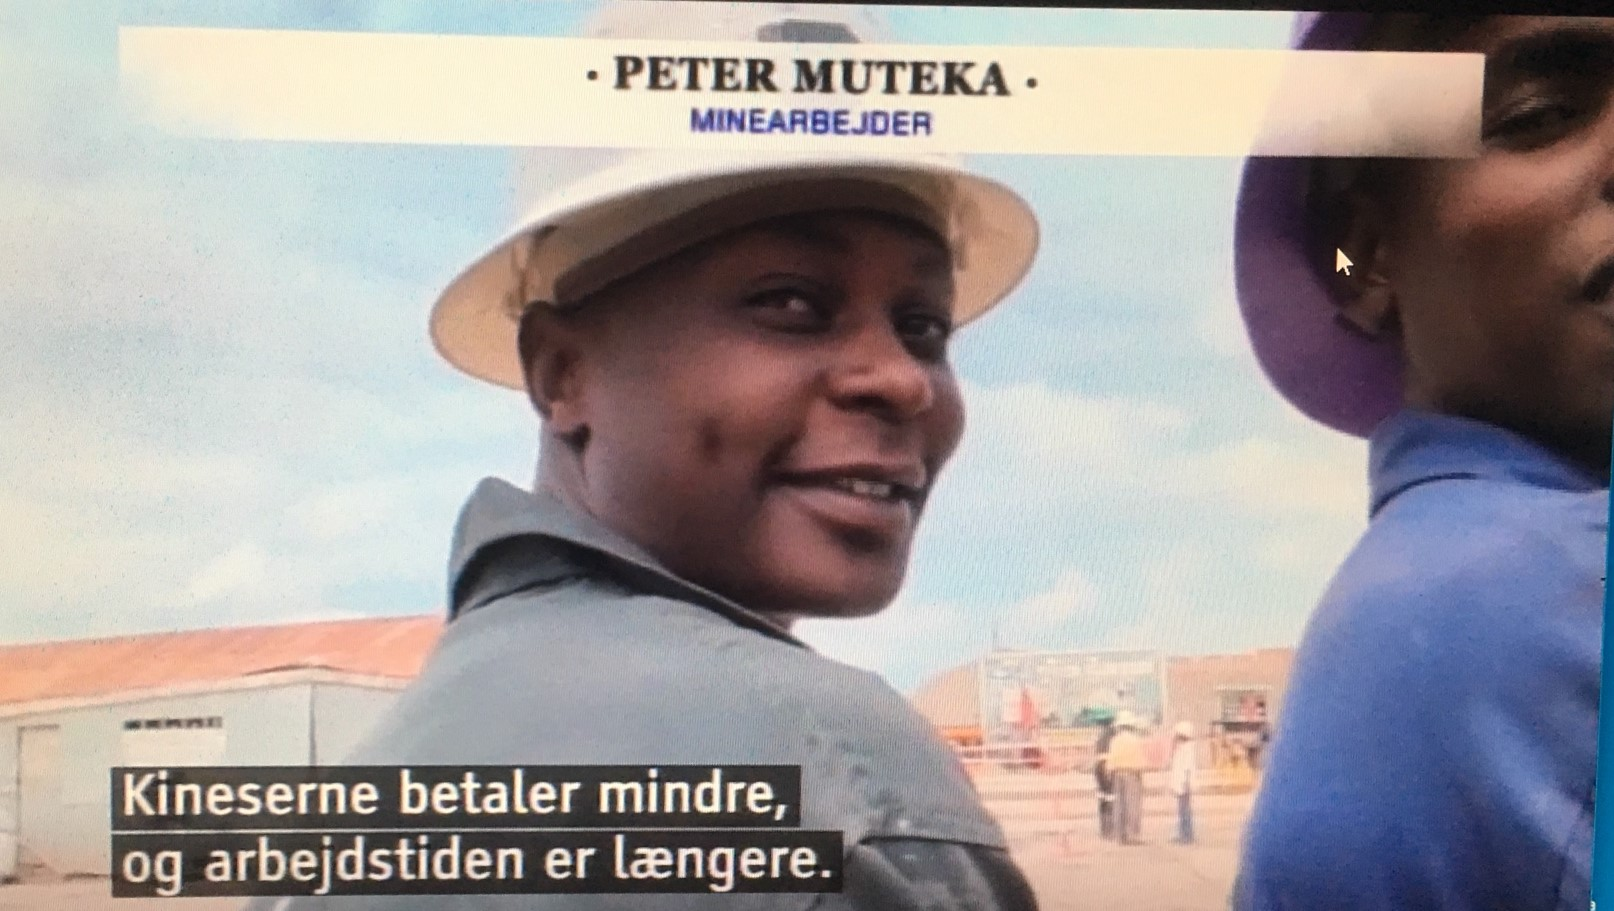 · PETER MUTEKA ·
MINEARBEJDER
Kineserne betaler mindre,
og arbejdstiden er længere.